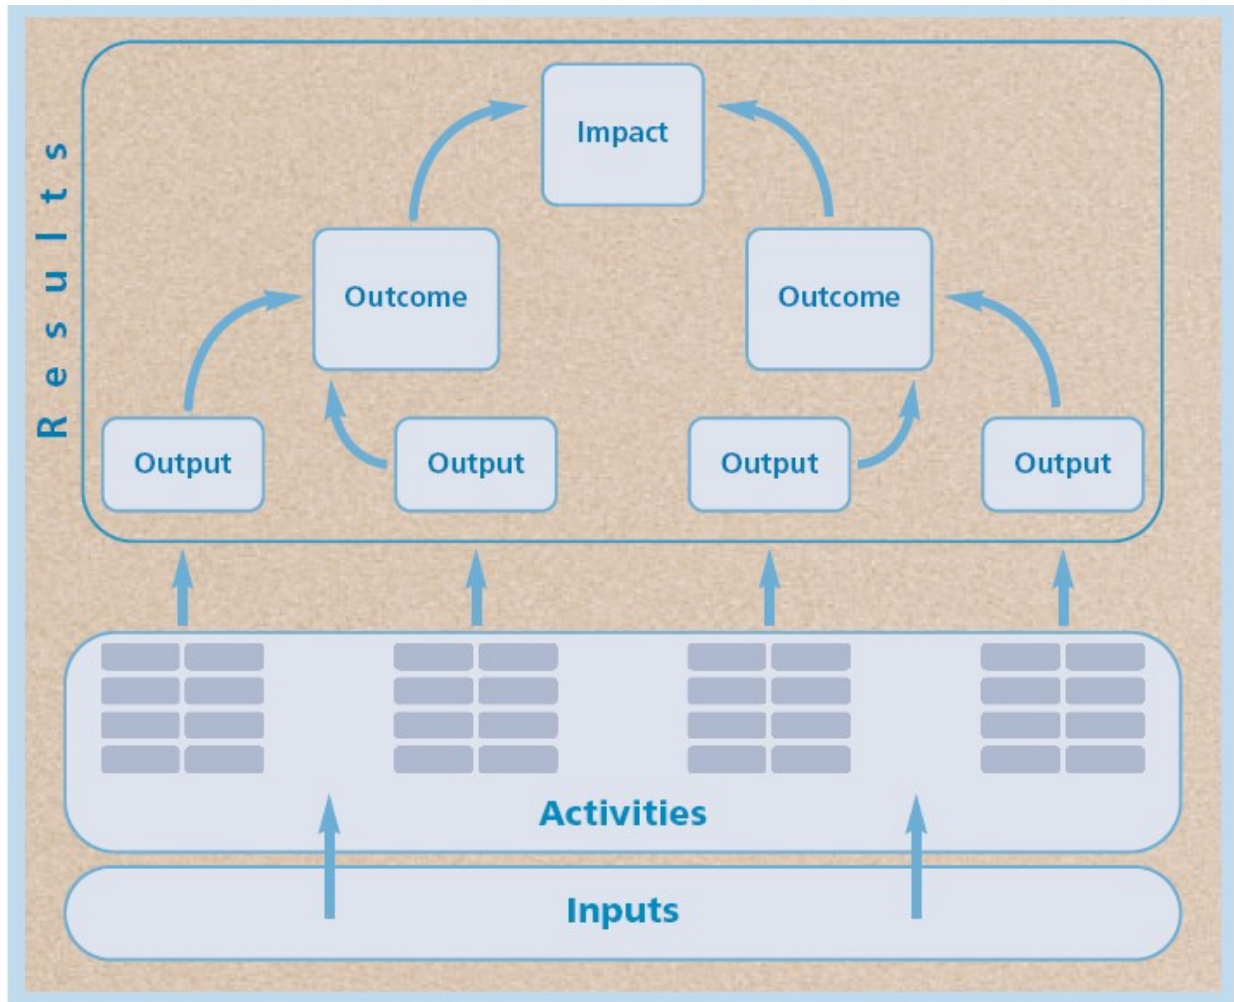 Results
Impact
Outcome
Outcome
Output
Output
Output
Output
Activities
Inputs